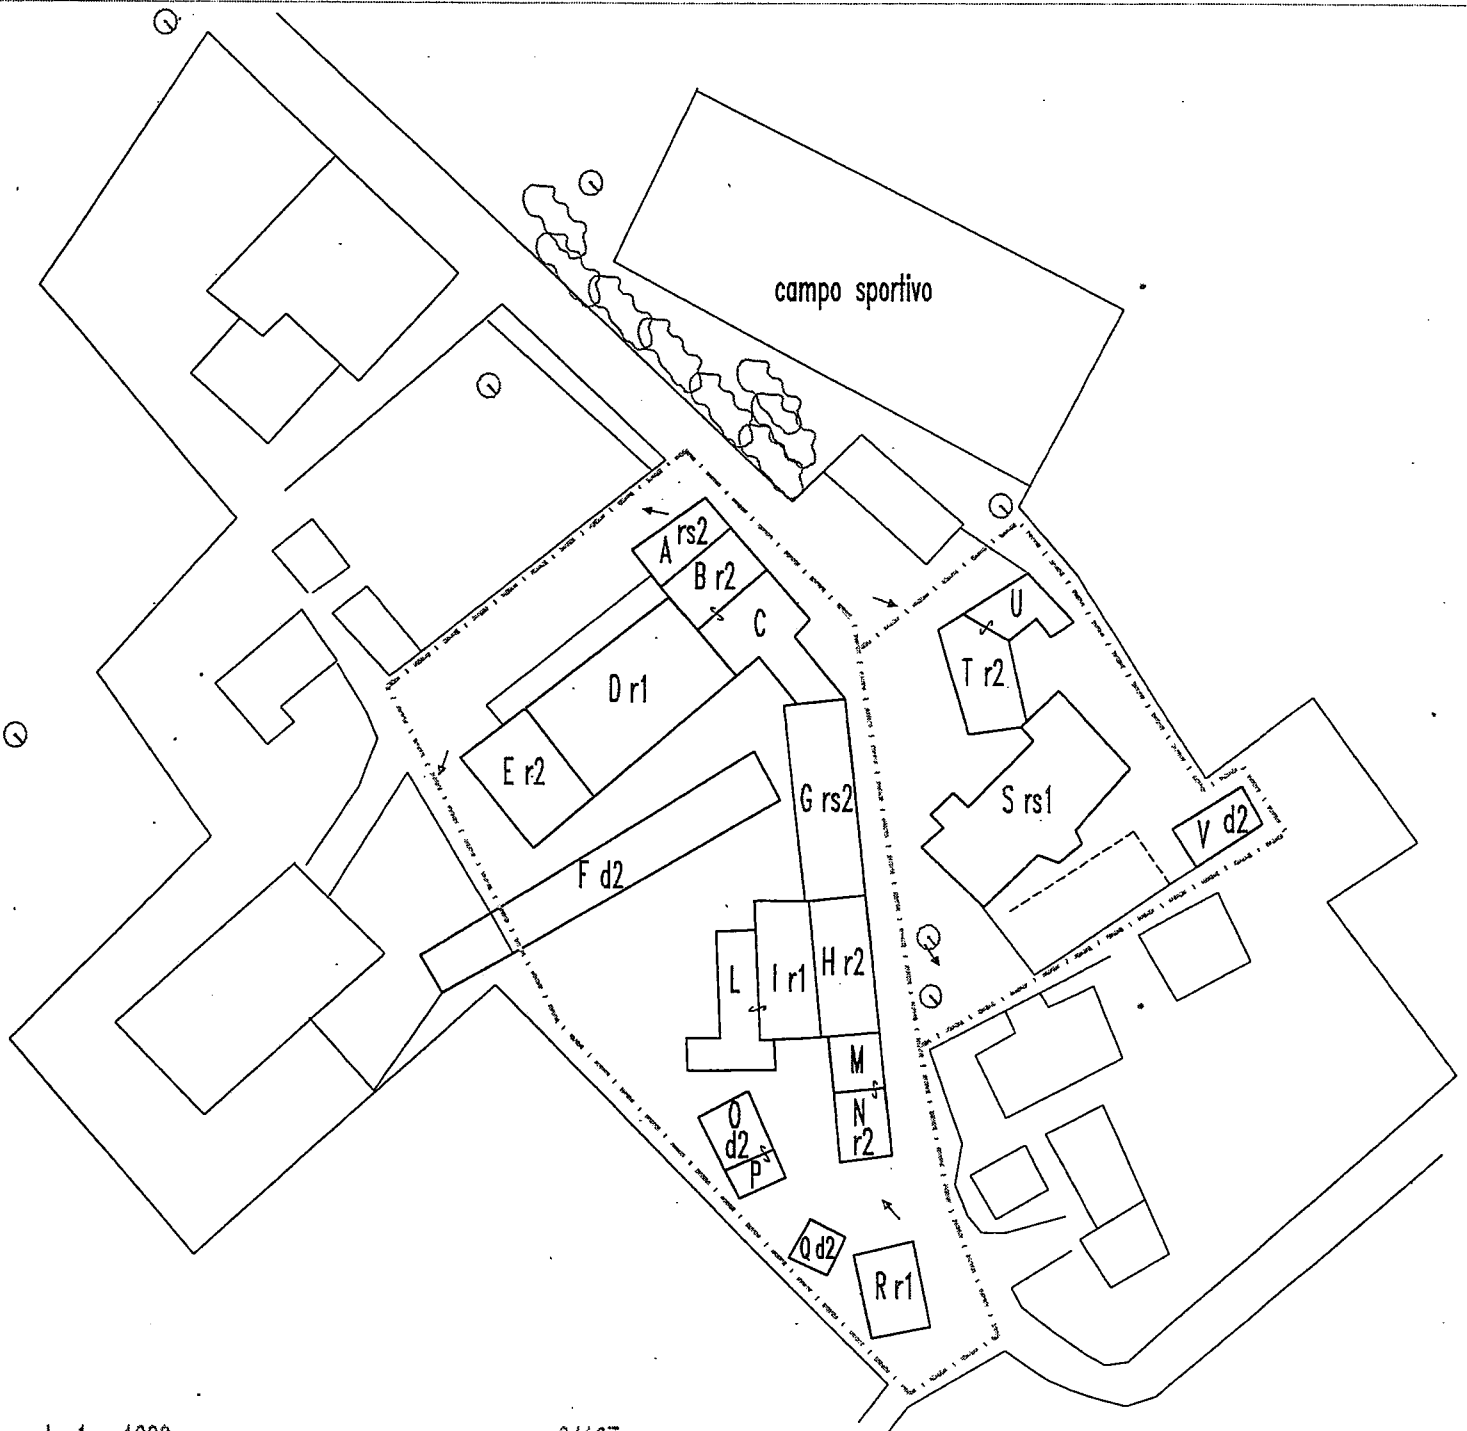 campo sportivo
A rs2
B r2
C
U
T r2
D r1
E r2
G rs2
S rs1
V d2
F d2
L
I r1
H r2
M
N
r2
O
d2
P
Q d2
R r1